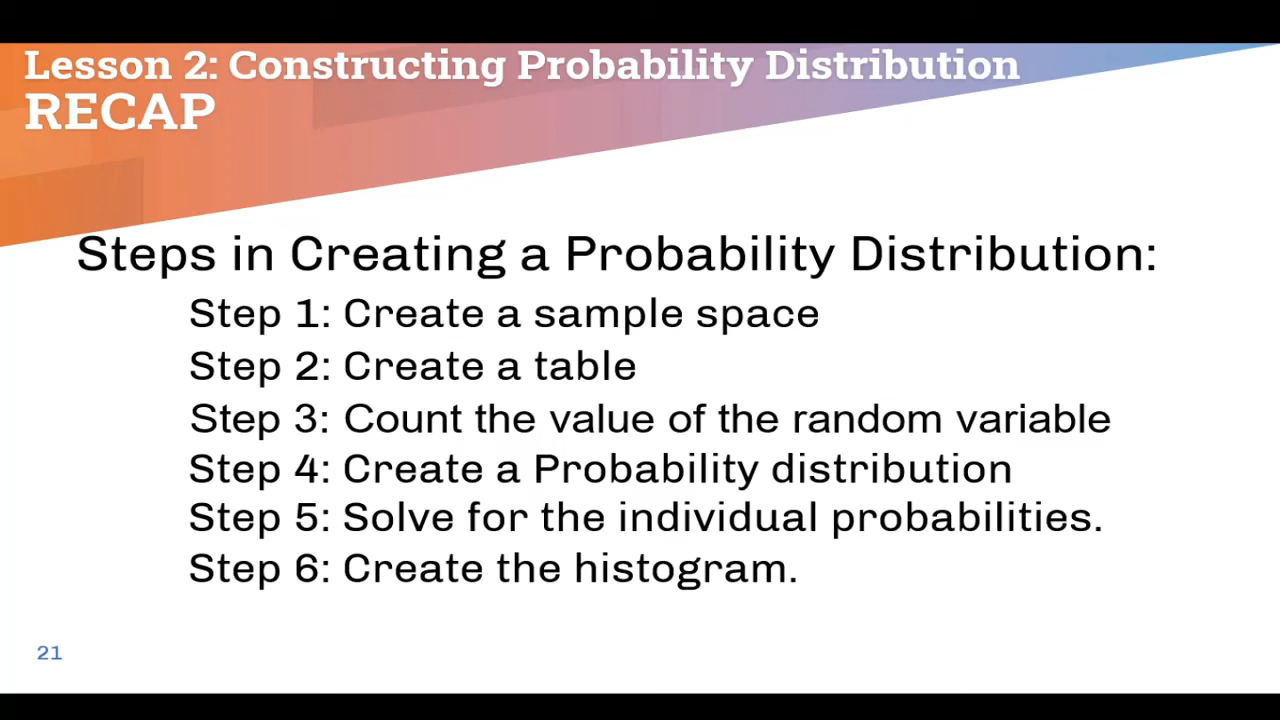 Lesson 2: Constructing Probability Distribution
RECAP
Steps in Creating a Probability Distribution:
Step 1: Create a sample space
Step 2: Create a table
Step 3: Count the value of the random variable
Step 4: Create a Probability distribution
Step 5: Solve for the individual probabilities.
Step 6: Create the histogram.
21